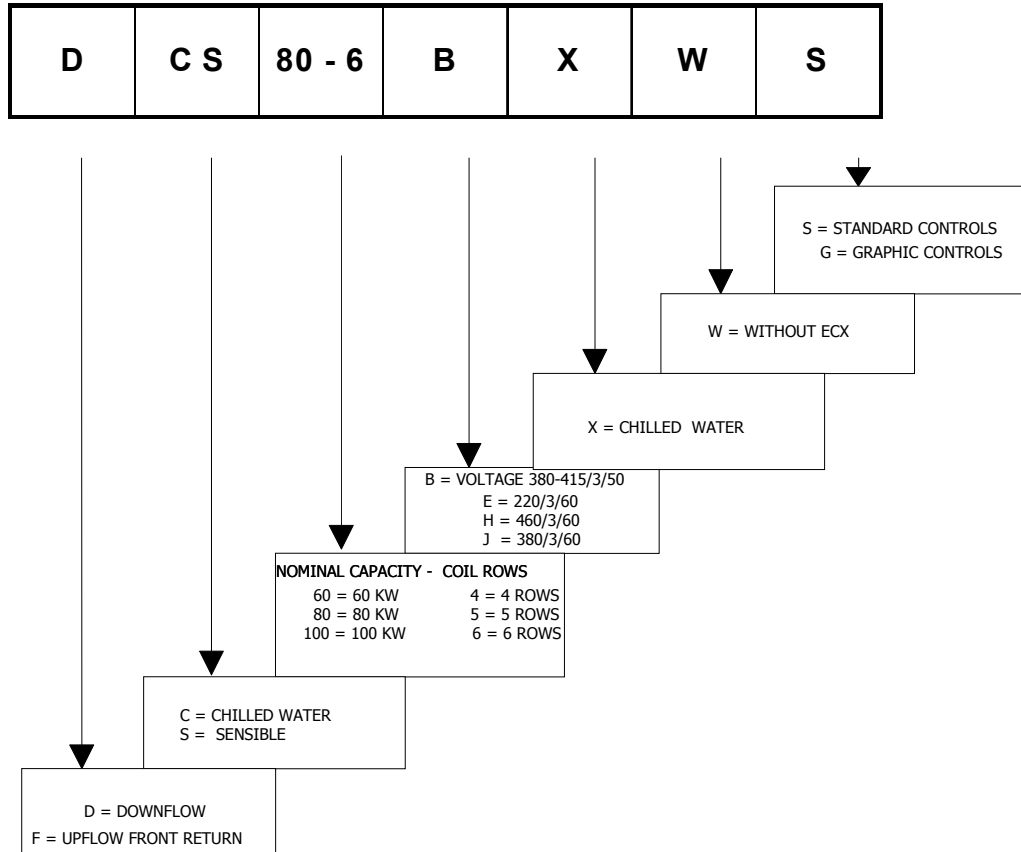 D CS 80 - 6 B X W S
S = STANDARD CONTROLS
G = GRAPHIC CONTROLS
W = WITHOUT ECX
X = CHILLED WATER
B = VOLTAGE 380-415/3/50
E = 220/3/60
H = 460/3/60
J = 380/3/60
NOMINAL CAPACITY - COIL ROWS
60 = 60 KW 4 = 4 ROWS
80 = 80 KW 5 = 5 ROWS
100 = 100 KW 6 = 6 ROWS
C = CHILLED WATER
S = SENSIBLE
D = DOWNFLOW
F = UPFLOW FRONT RETURN